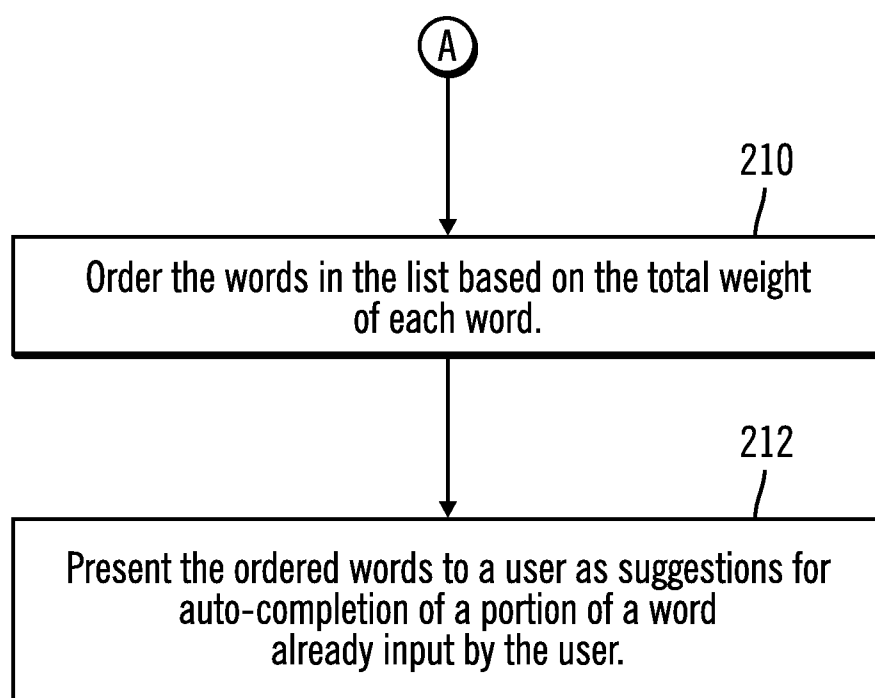 A
210
Order the words in the list based on the total weight
of each word.
212
Present the ordered words to a user as suggestions for
auto-completion of a portion of a word
already input by the user.